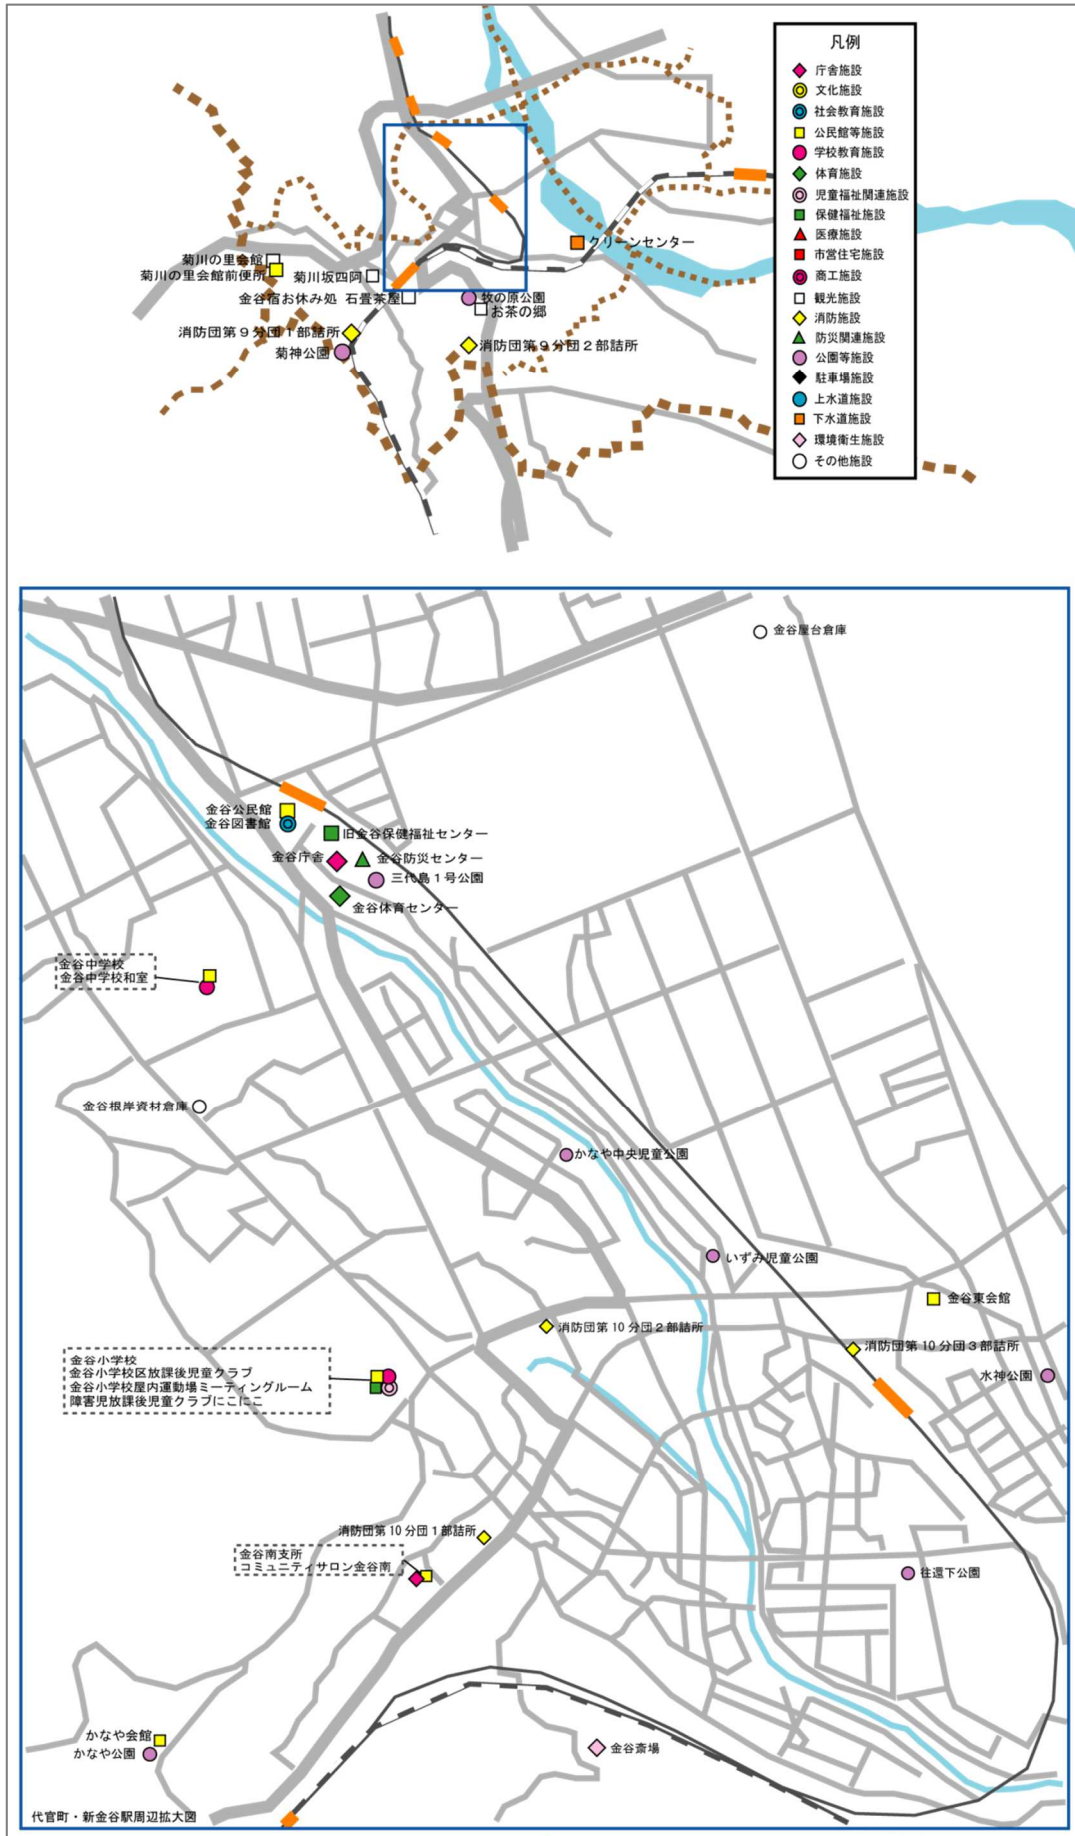 凡例
庁舎施設
文化施設
社会教育施設
公民館等施設
学校教育施設
体育施設
児童福祉関連施設
保健福祉施設
医療施設
市営住宅施設
商工施設
観光施設
消防施設
防災関連施設
公園等施設
駐車場施設
上水道施設
下水道施設
環境衛生施設
その他施設
クリーンセンター
菊川の里会館
菊川の里会館前便所
菊川坂四阿
金谷宿お休み処 石畳茶屋
牧の原公園
お茶の郷
消防団第9分団1部詰所
菊神公園
消防団第9分団2部詰所
金谷屋台倉庫
金谷公民館
金谷図書館
旧金谷保健福祉センター
金谷庁舎
金谷防災センター
三代島1号公園
金谷体育センター
金谷中学校
金谷中学校和室
金谷根岸資材倉庫
かなや中央児童公園
いずみ児童公園
金谷東会館
消防団第10分団2部詰所
消防団第10分団3部詰所
水神公園
金谷小学校
金谷小学校区放課後児童クラブ
金谷小学校屋内運動場ミーティングルーム
障害児放課後児童クラブにこにこ
消防団第10分団1部詰所
金谷南支所
コミュニティサロン金谷南
往還下公園
かなや会館
かなや公園
金谷斎場
代官町・新金谷駅周辺拡大図